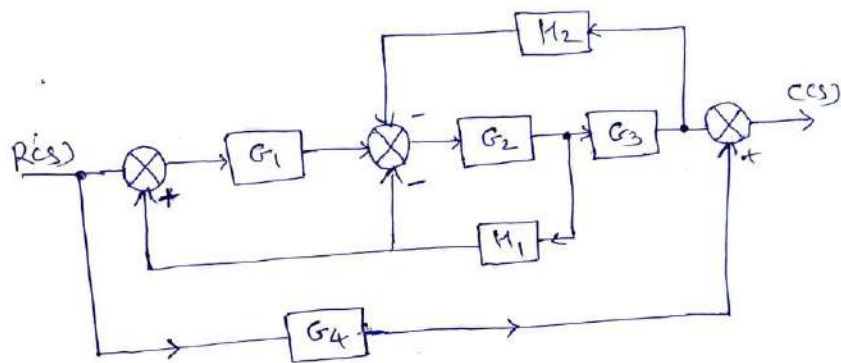 H2
C(S)
-
R(S)
G1
G2
G3
+
+
-
H1
G4